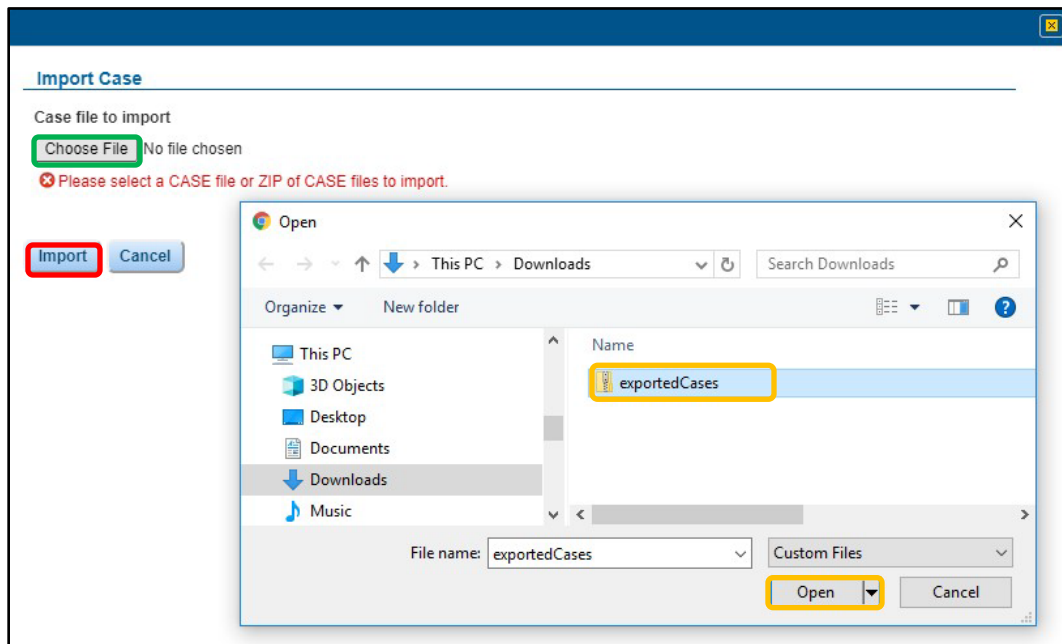 Import Case
Case file to import
Choose File No file chosen
Please select a CASE file or ZIP of CASE files to import.
Import Cancel
Open
This PC > Downloads
Search Downloads
Organize New folder
This PC
3D Objects
Desktop
Documents
Downloads
Music
Name
exportedCases
File name: exportedCases Custom Files
Open Cancel